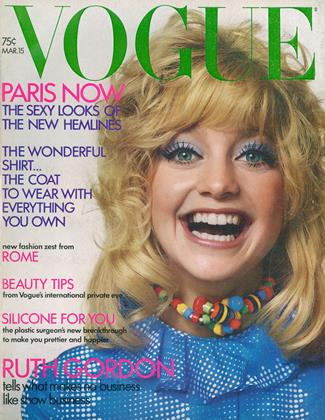 VOGUE
75¢
MAR.15
PARIS NOW
THE SEXY LOOKS OF
THE NEW HEMLINES
THE WONDERFUL
SHIRT...
THE COAT
TO WEAR WITH
EVERYTHING
YOU OWN
new fashion zest from
ROME
BEAUTY TIPS
from Vogue's international private eye
SILICONE FOR YOU
the plastic surgeon's new breakthrough
to make you prettier and happier
RUTH GORDON
tells what makes no business
like show business